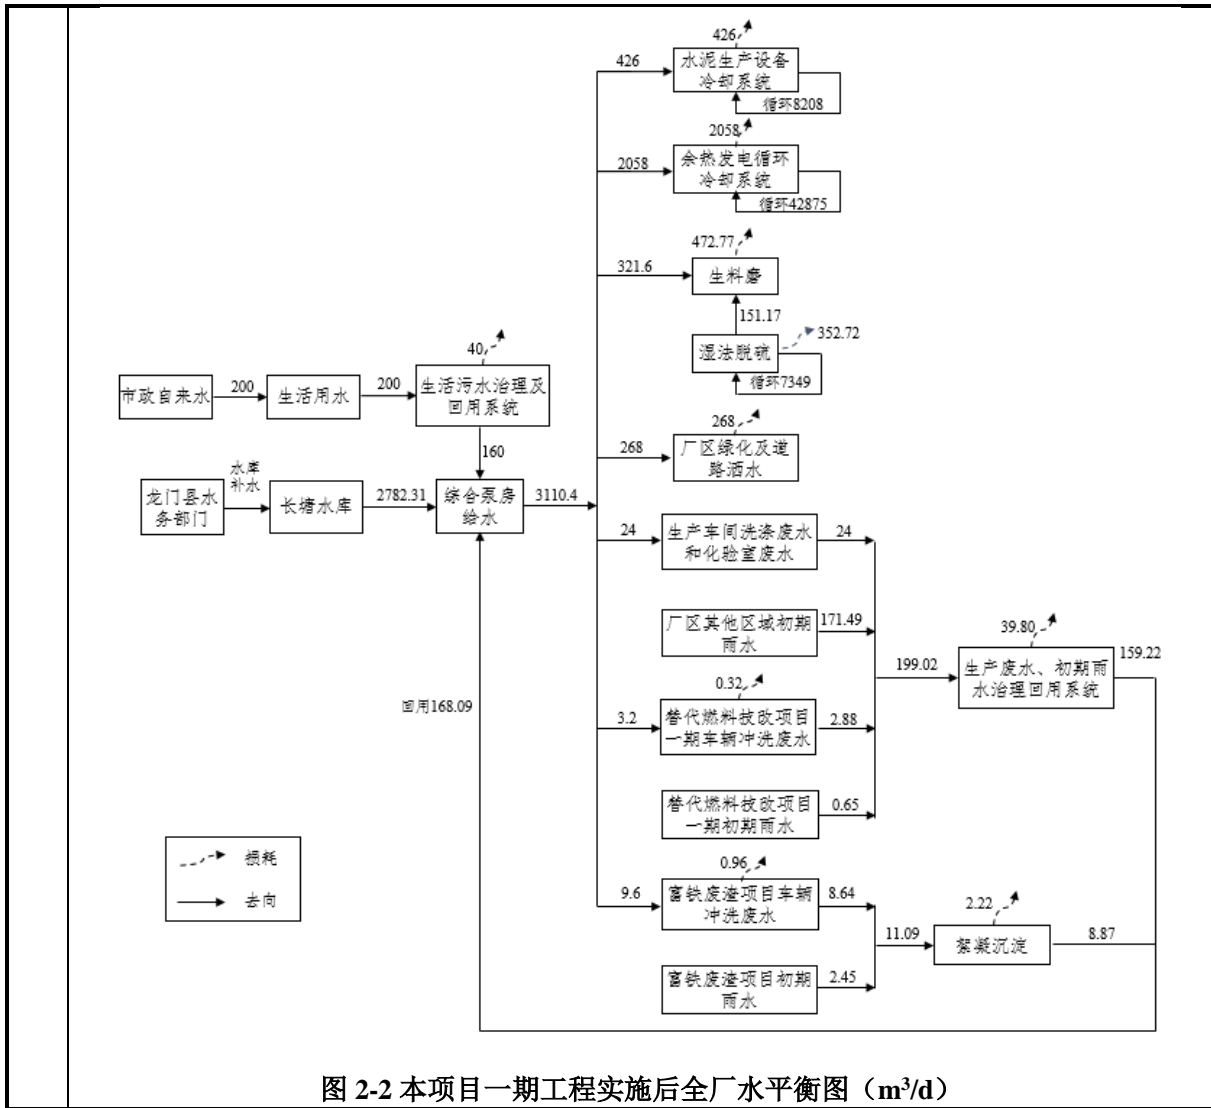 426
426
水泥生产设备
冷却系统
循环8208
2058
2058
余热发电循环
冷却系统
循环42875
472.77
321.6
生料磨
151.17
352.72
湿法脱硫
循环7349
40
市政自来水
200
生活用水
200
生活污水治理及
回用系统
160
268
268
厂区绿化及道
路洒水
龙门县水
务部门
水库
补水
长塘水库
2782.31
综合泵房
给水
3110.4
24
生产车间洗涤废水
和化验室废水
24
厂区其他区域初期
雨水
171.49
39.80
199.02
生产废水、初期雨
水治理回用系统
159.22
回用168.09
0.32
3.2
替代燃料技改项目
一期车辆冲洗废水
2.88
替代燃料技改项目
一期初期雨水
0.65
损耗
去向
0.96
9.6
富铁废渣项目车辆
冲洗废水
8.64
11.09
2.22
絮凝沉淀
8.87
富铁废渣项目初期
雨水
2.45
图 2-2 本项目一期工程实施后全厂水平衡图（m³/d）